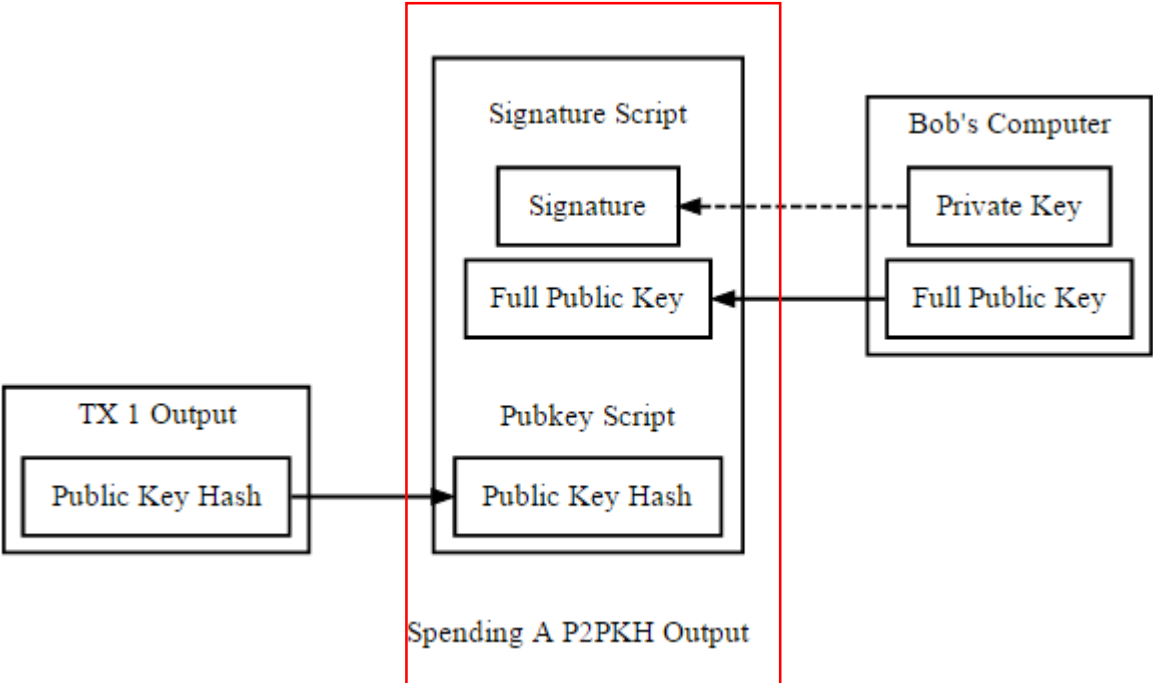 Signature Script
Signature
Full Public Key
Pubkey Script
Public Key Hash
Bob's Computer
Private Key
Full Public Key
TX 1 Output
Public Key Hash
Spending A P2PKH Output